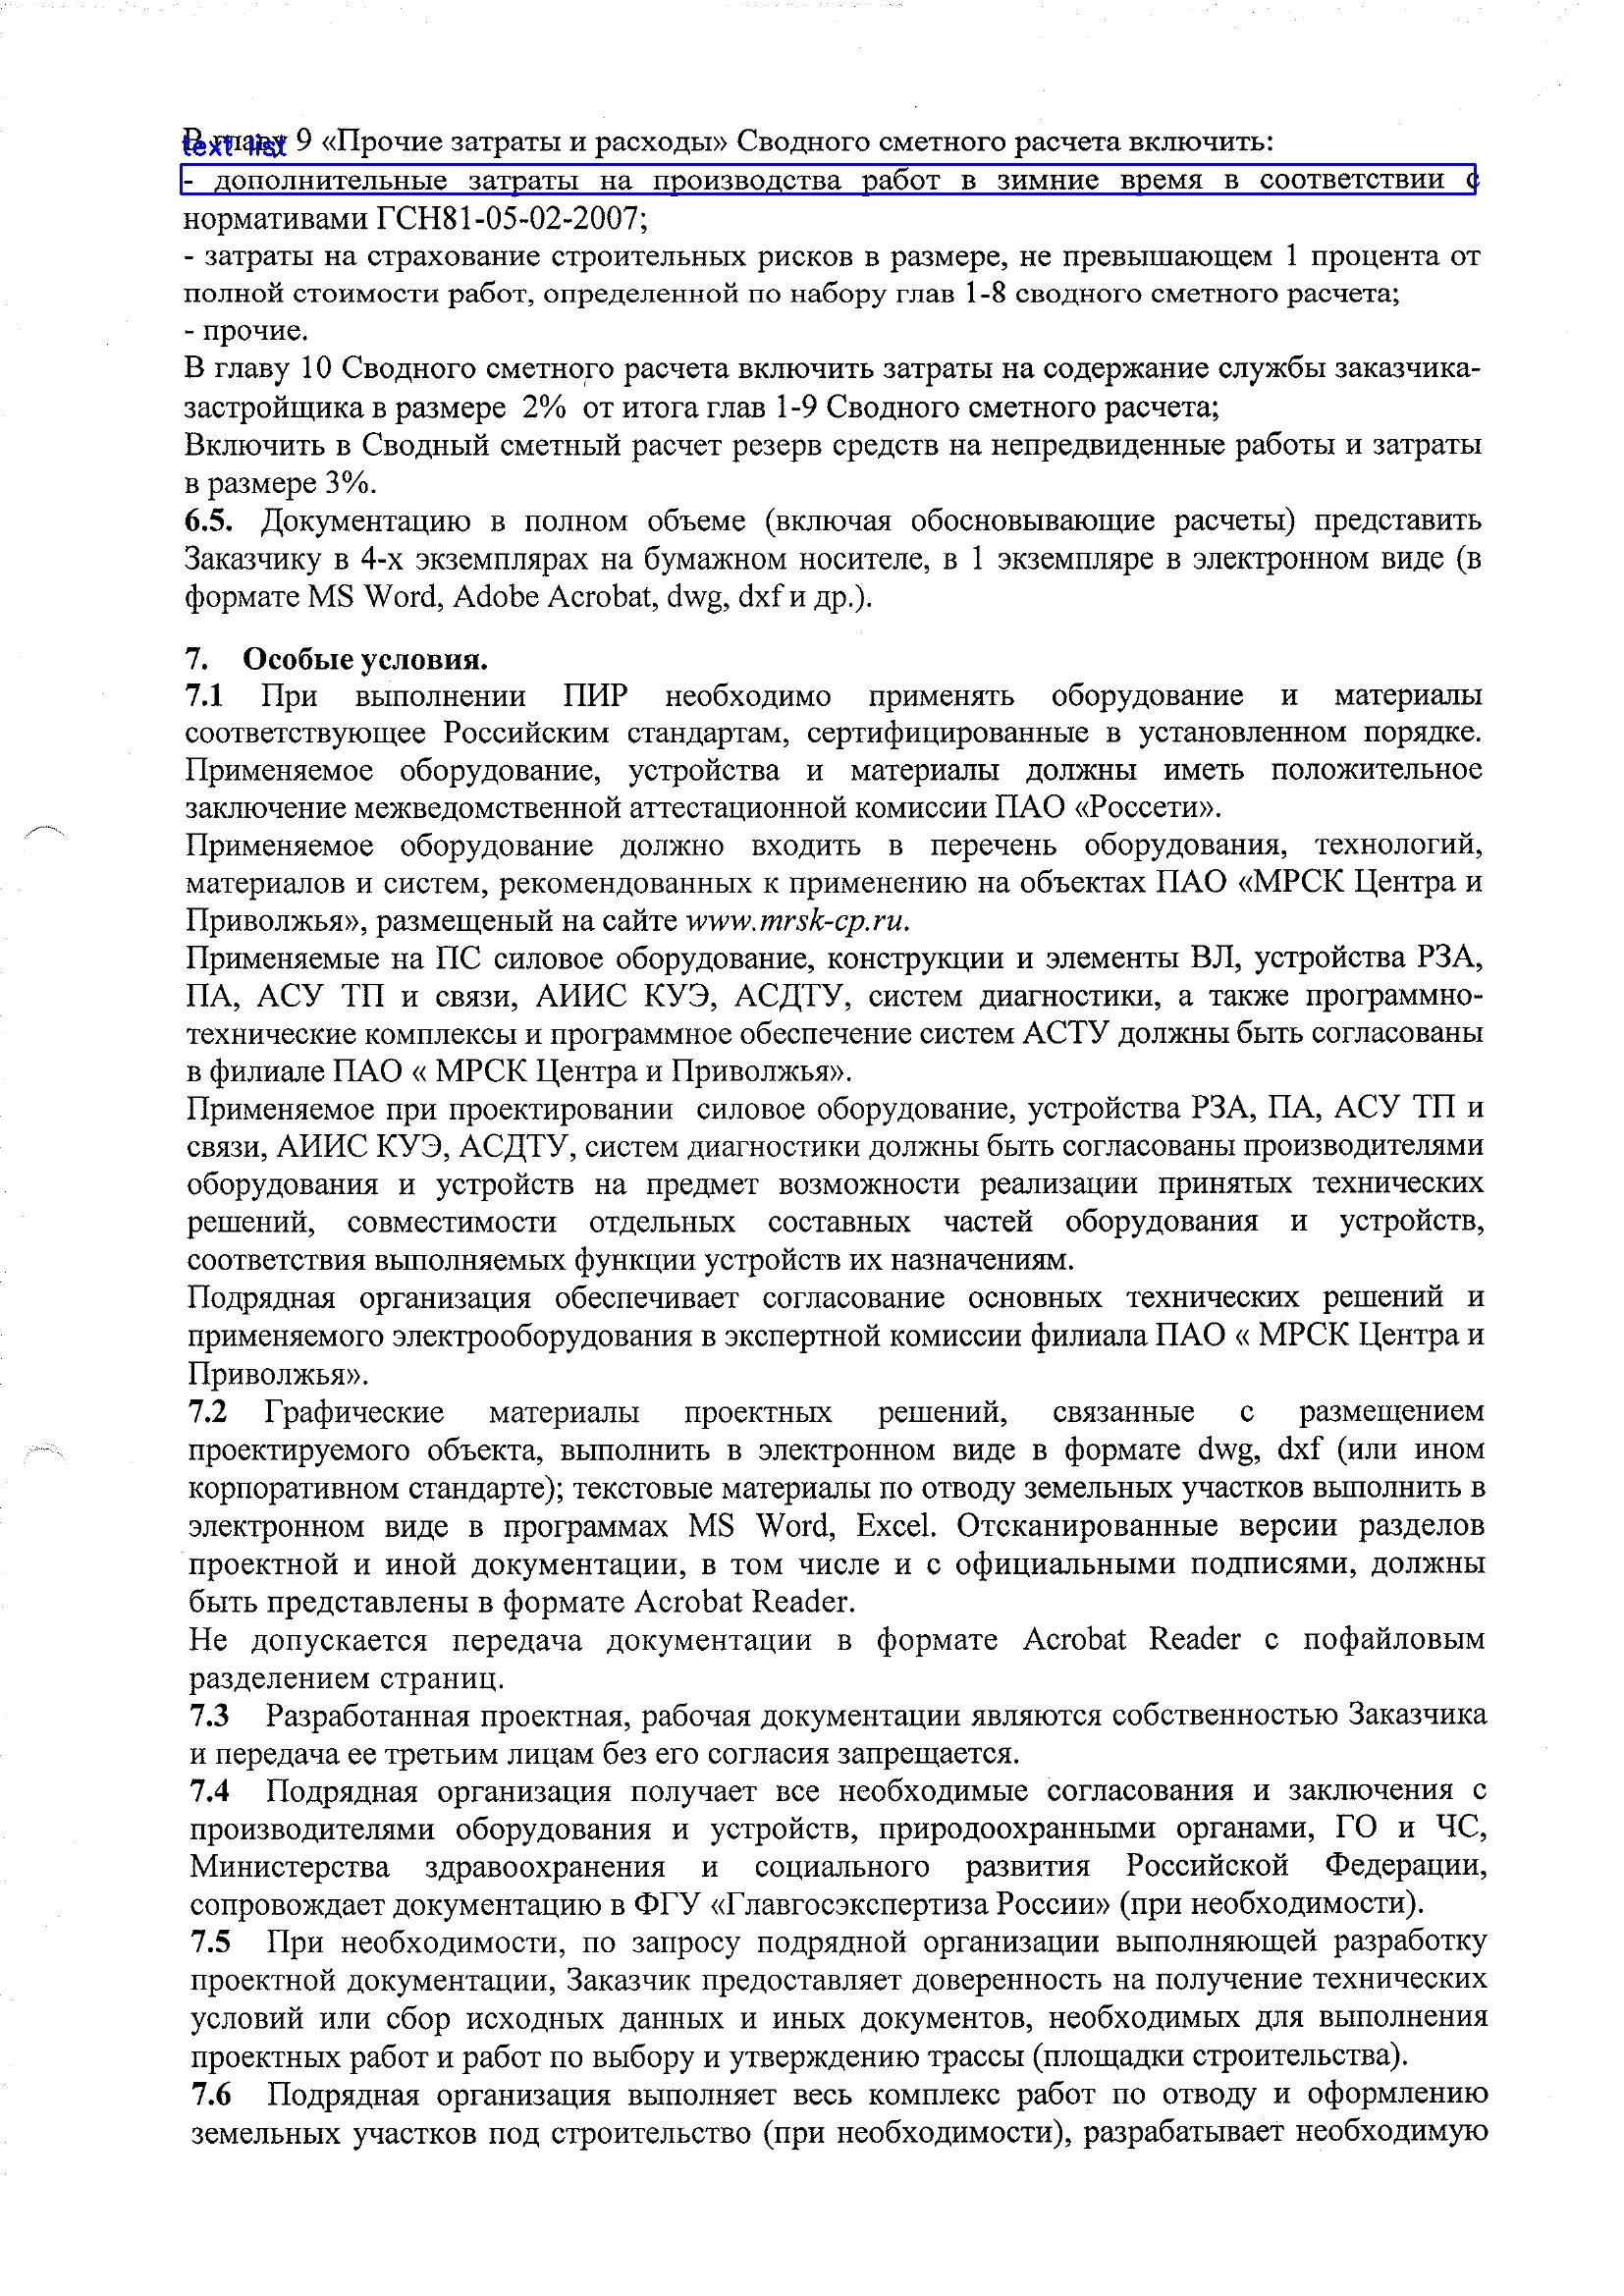 В главу 9 «Прочие затраты и расходы» Сводного сметного расчета включить:
text list
- дополнительные затраты на производства работ в зимние время в соответствии с
нормативами ГСН81-05-02-2007;
- затраты на страхование строительных рисков в размере, не превышающем 1 процента от
полной стоимости работ, определенной по набору глав 1-8 сводного сметного расчета;
- прочие.
В главу 10 Сводного сметного расчета включить затраты на содержание службы заказчика-
застройщика в размере 2% от итога глав 1-9 Сводного сметного расчета;
Включить в Сводный сметный расчет резерв средств на непредвиденные работы и затраты
в размере 3%.
6.5. Документацию в полном объеме (включая обосновывающие расчеты) представить
Заказчику в 4-х экземплярах на бумажном носителе, в 1 экземпляре в электронном виде (в
формате MS Word, Adobe Acrobat, dwg, dxf и др.).
7. Особые условия.
7.1 При выполнении ПИР необходимо применять оборудование и материалы
соответствующее Российским стандартам, сертифицированные в установленном порядке.
Применяемое оборудование, устройства и материалы должны иметь положительное
заключение межведомственной аттестационной комиссии ПАО «Россети».
Применяемое оборудование должно входить в перечень оборудования, технологий,
материалов и систем, рекомендованных к применению на объектах ПАО «МРСК Центра и
Приволжья», размещеный на сайте www.mrsk-cp.ru.
Применяемые на ПС силовое оборудование, конструкции и элементы ВЛ, устройства РЗА,
ПА, АСУ ТП и связи, АИИС КУЭ, АСДТУ, систем диагностики, а также программно-
технические комплексы и программное обеспечение систем АСТУ должны быть согласованы
в филиале ПАО « МРСК Центра и Приволжья».
Применяемое при проектировании силовое оборудование, устройства РЗА, ПА, АСУ ТП и
связи, АИИС КУЭ, АСДТУ, систем диагностики должны быть согласованы производителями
оборудования и устройств на предмет возможности реализации принятых технических
решений, совместимости отдельных составных частей оборудования и устройств,
соответствия выполняемых функции устройств их назначениям.
Подрядная организация обеспечивает согласование основных технических решений и
применяемого электрооборудования в экспертной комиссии филиала ПАО « МРСК Центра и
Приволжья».
7.2 Графические материалы проектных решений, связанные с размещением
проектируемого объекта, выполнить в электронном виде в формате dwg, dxf (или ином
корпоративном стандарте); текстовые материалы по отводу земельных участков выполнить в
электронном виде в программах MS Word, Excel. Отсканированные версии разделов
проектной и иной документации, в том числе и с официальными подписями, должны
быть представлены в формате Acrobat Reader.
Не допускается передача документации в формате Acrobat Reader с пофайловым
разделением страниц.
7.3 Разработанная проектная, рабочая документации являются собственностью Заказчика
и передача ее третьим лицам без его согласия запрещается.
7.4 Подрядная организация получает все необходимые согласования и заключения с
производителями оборудования и устройств, природоохранными органами, ГО и ЧС,
Министерства здравоохранения и социального развития Российской Федерации,
сопровождает документацию в ФГУ «Главгосэкспертиза России» (при необходимости).
7.5 При необходимости, по запросу подрядной организации выполняющей разработку
проектной документации, Заказчик предоставляет доверенность на получение технических
условий или сбор исходных данных и иных документов, необходимых для выполнения
проектных работ и работ по выбору и утверждению трассы (площадки строительства).
7.6 Подрядная организация выполняет весь комплекс работ по отводу и оформлению
земельных участков под строительство (при необходимости), разрабатывает необходимую